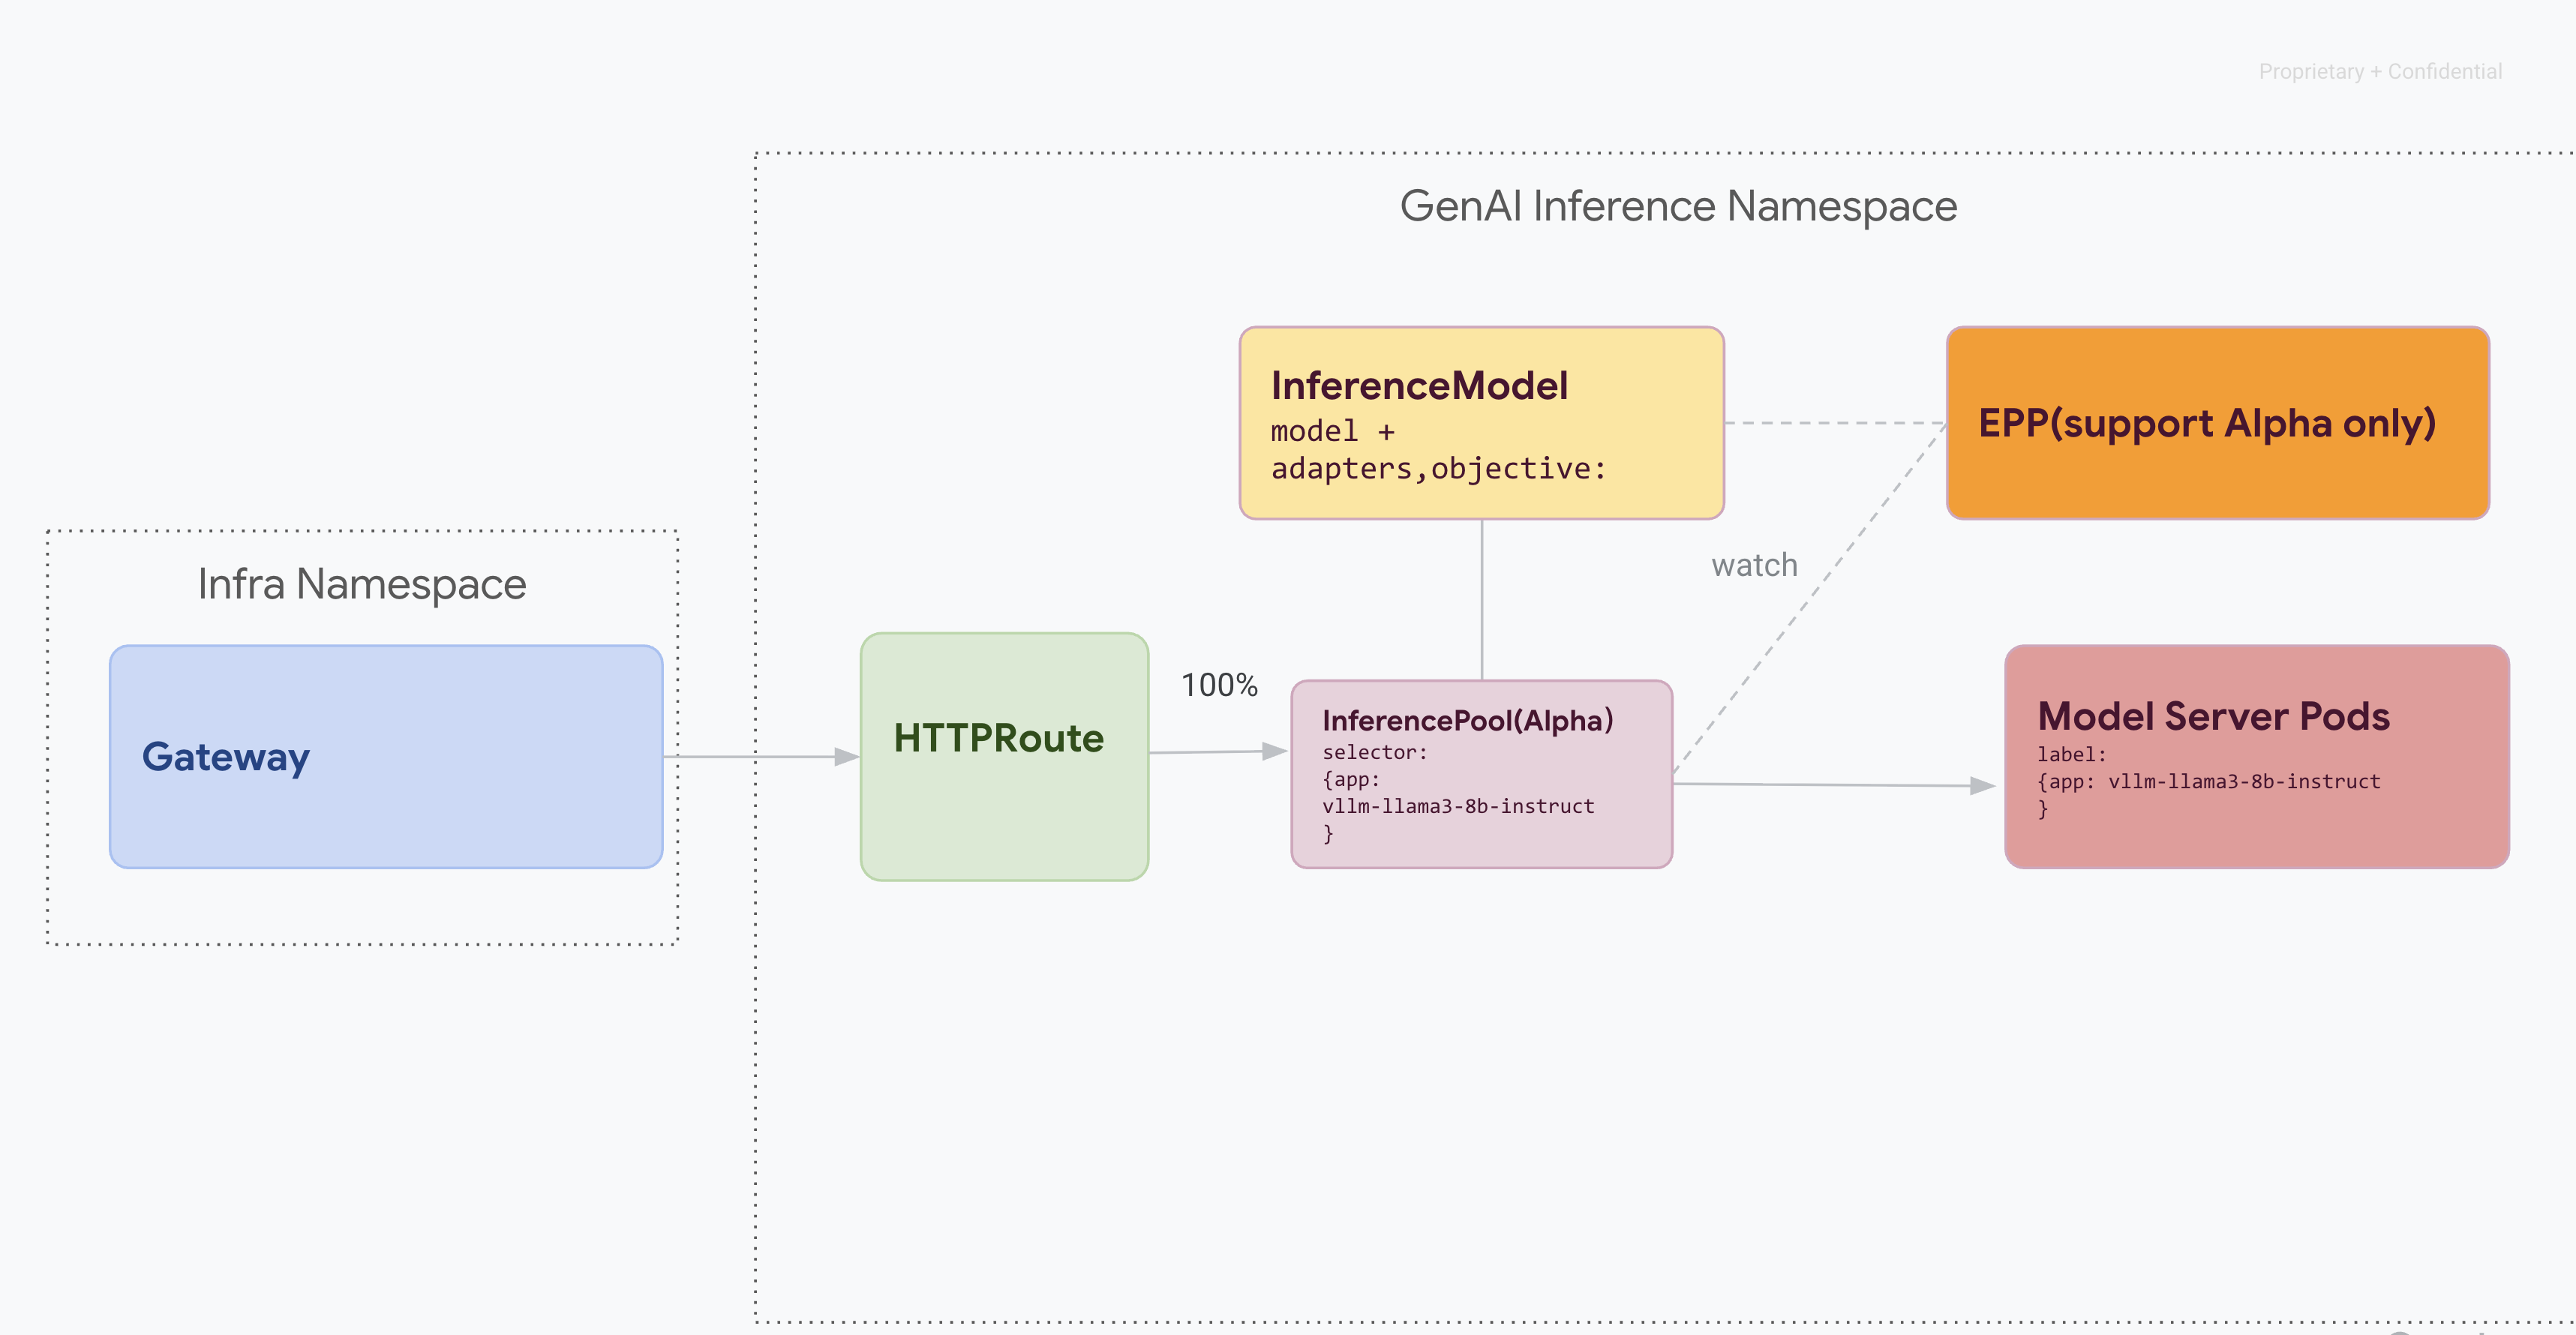 Proprietary + Confidential
GenAI Inference Namespace
InferenceModel
model +
adapters,objective:
EPP(support Alpha only)
watch
Infra Namespace
Gateway
HTTPRoute
100%
InferencePool(Alpha)
selector:
{app:
vllm-llama3-8b-instruct
}
Model Server Pods
label:
{app: vllm-llama3-8b-instruct
}